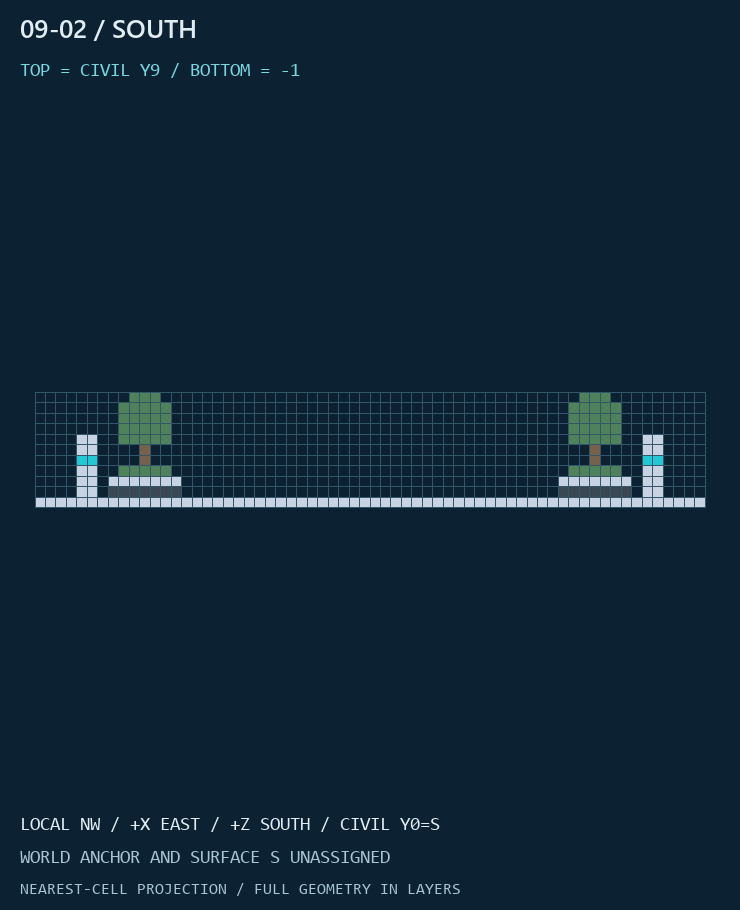 09-02 / SOUTH
TOP = CIVIL Y9 / BOTTOM = -1
LOCAL NW / +X EAST / +Z SOUTH / CIVIL Y0=S
WORLD ANCHOR AND SURFACE S UNASSIGNED
NEAREST-CELL PROJECTION / FULL GEOMETRY IN LAYERS